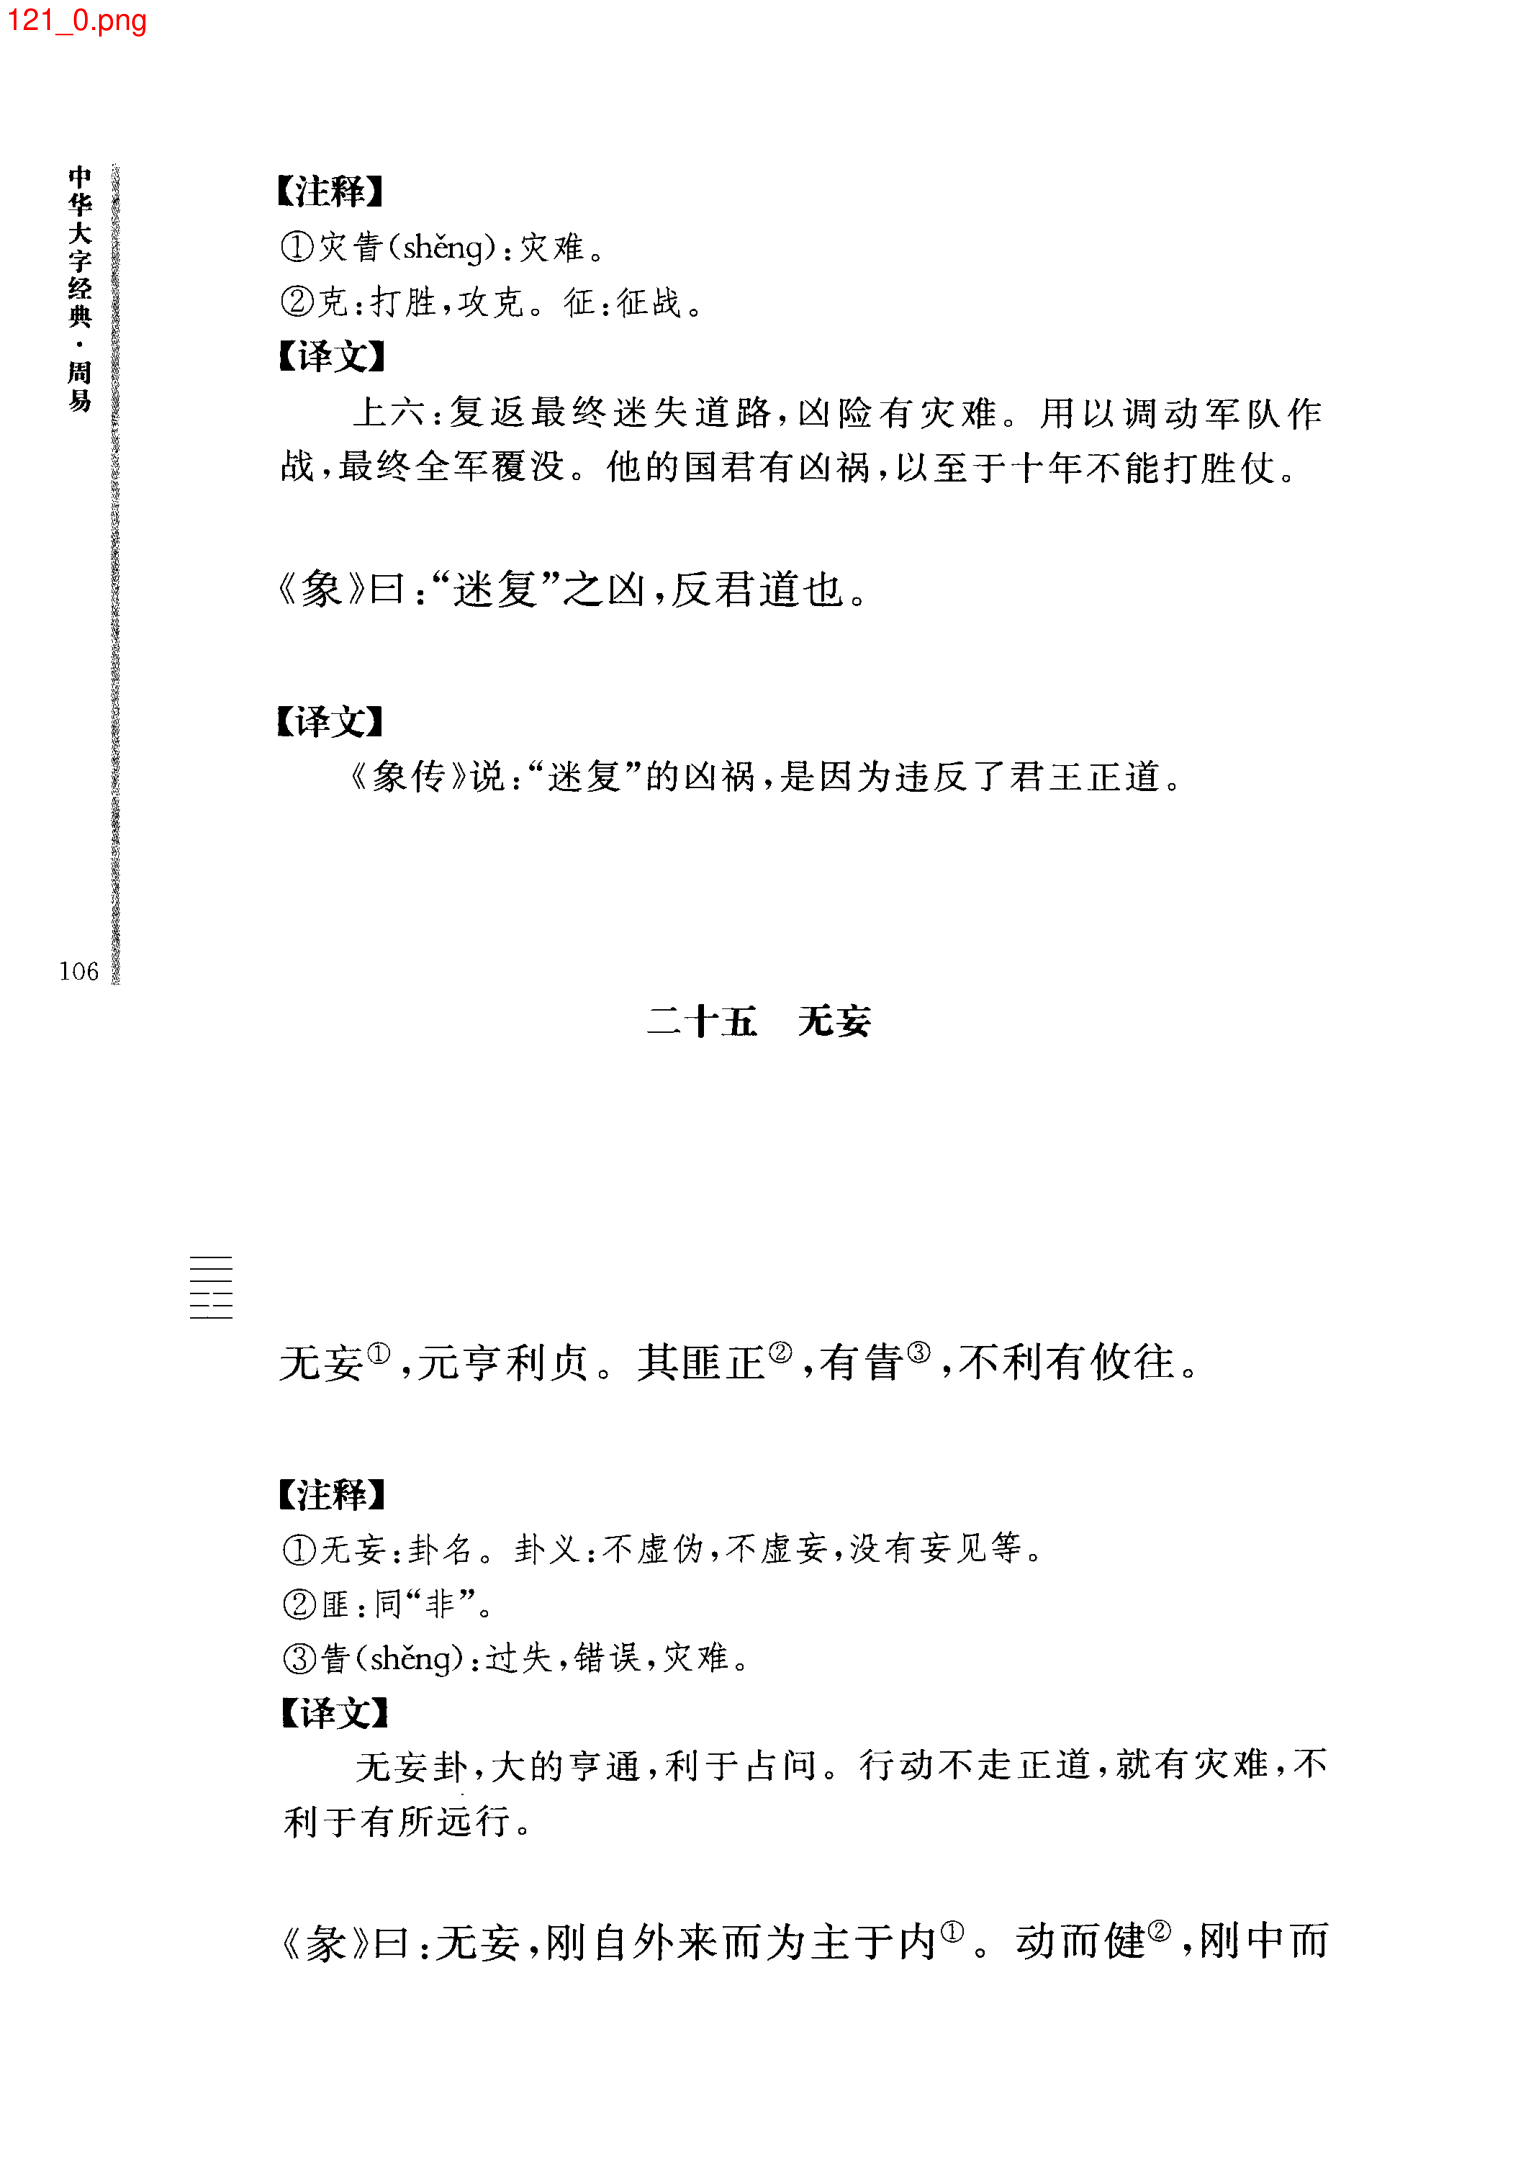 121_0.png
中华大字经典·周易
106
【注释】
①灾眚(shěng):灾难。
②克:打胜,攻克。征:征战。
【译文】
上六:复返最终迷失道路,凶险有灾难。用以调动军队作
战,最终全军覆没。他的国君有凶祸,以至于十年不能打胜仗。
《象》曰:“迷复”之凶,反君道也。
【译文】
《象传》说:“迷复”的凶祸,是因为违反了君王正道。
二十五　无妄
无妄①,元亨利贞。其匪正②,有眚③,不利有攸往。
【注释】
①无妄:卦名。卦义:不虚伪,不虚妄,没有妄见等。
②匪:同“非”。
③眚(shěng):过失,错误,灾难。
【译文】
无妄卦,大的亨通,利于占问。行动不走正道,就有灾难,不
利于有所远行。
《彖》曰:无妄,刚自外来而为主于内①。动而健②,刚中而